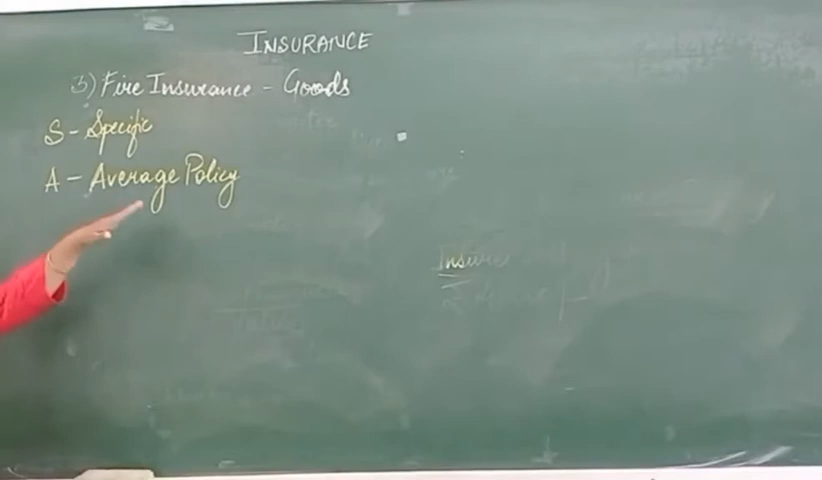 INSURANCE
3) Fire Insurance - Goods
S - Specific
A - Average Policy